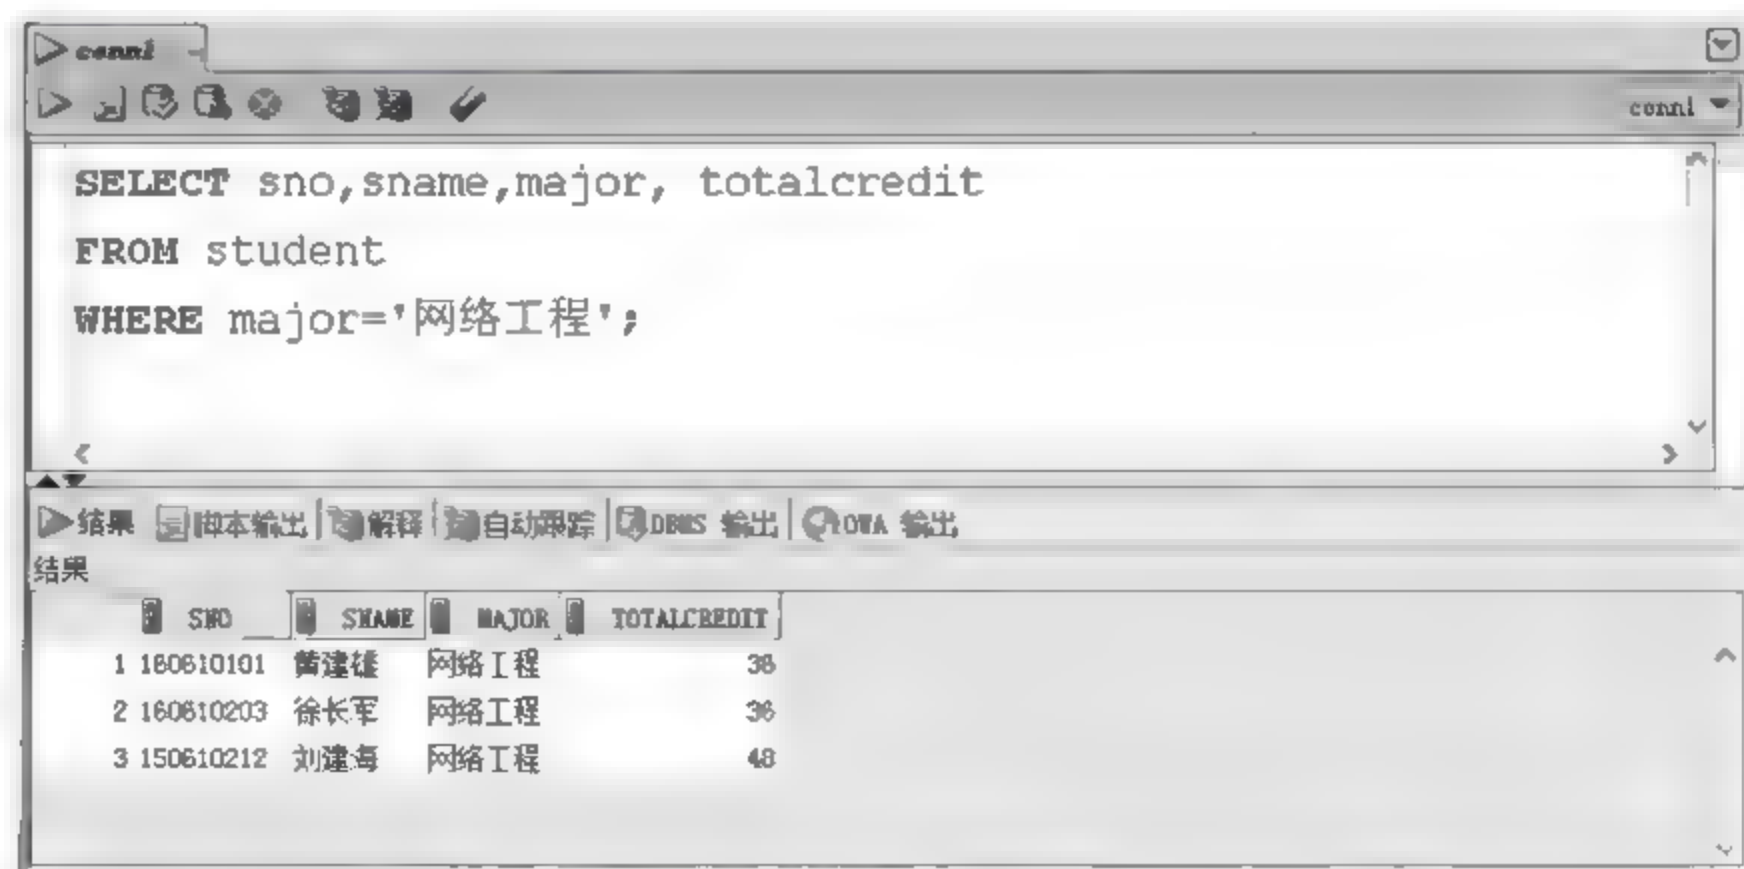 conn1
conn1
SELECT sno,sname,major, totalcredit
FROM student
WHERE major='网络工程';
结果 脚本输出 解释 自动跟踪 DBMS 输出 OWA 输出
结果
SNO SNAME MAJOR TOTALCREDIT
1 160610101 黄建雄 网络工程 38
2 160610203 徐长军 网络工程 36
3 150610212 刘建海 网络工程 48